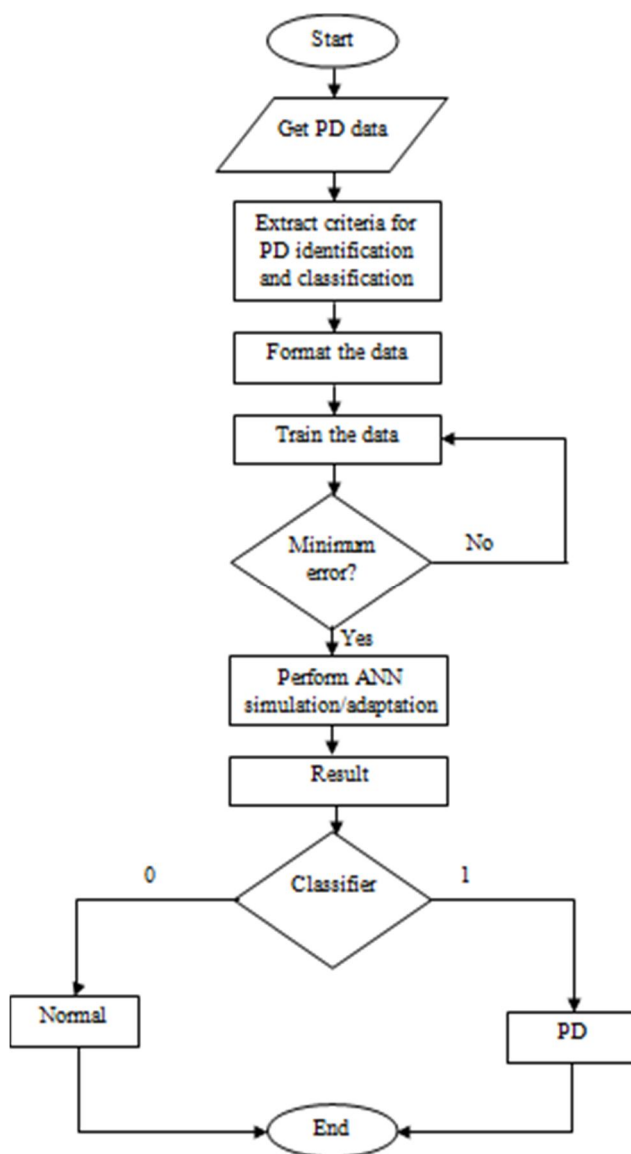 Start
Get PD data
Extract criteria for
PD identification
and classification
Format the data
Train the data
Minimum
error?
No
Yes
Perform ANN
simulation/adaptation
Result
0
Classifier
1
Normal
PD
End